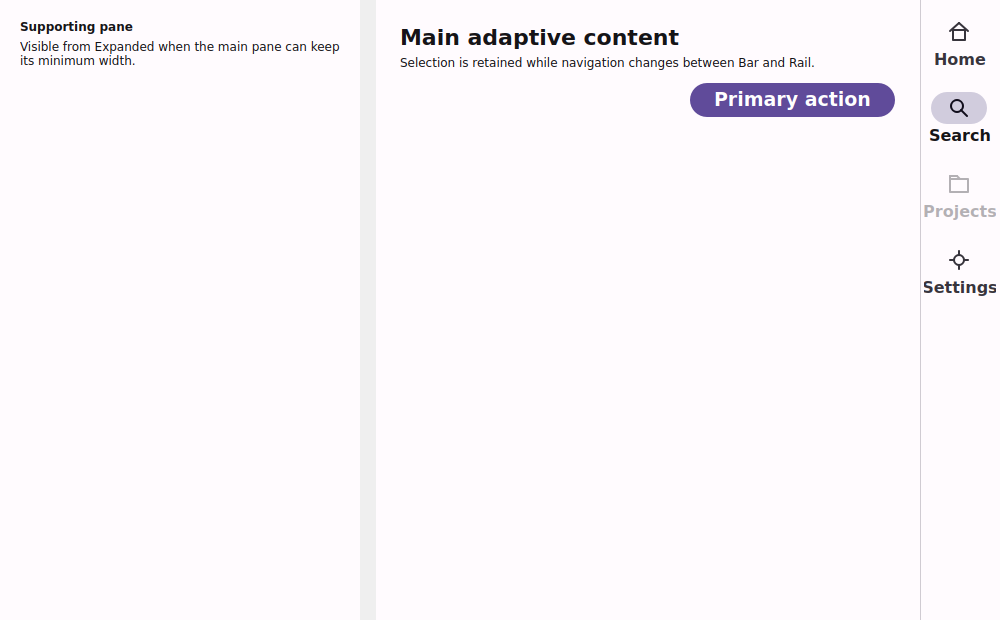 Supporting pane
Visible from Expanded when the main pane can keep
its minimum width.
Main adaptive content
Selection is retained while navigation changes between Bar and Rail.
Primary action
Home
Search
Projects
Settings